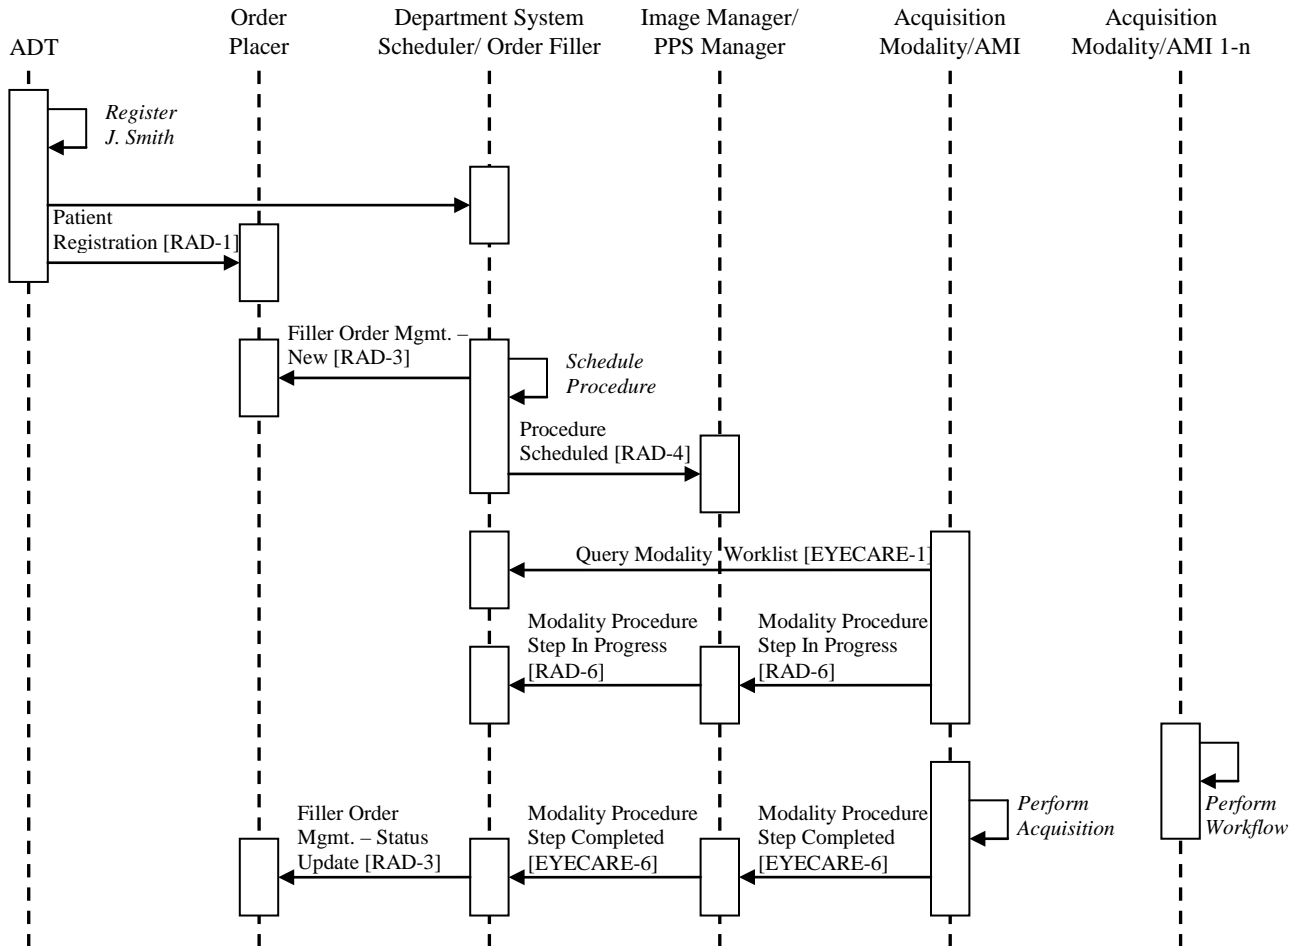 ADT
Order
Placer
Department System
Scheduler/ Order Filler
Image Manager/
PPS Manager
Acquisition
Modality/AMI
Acquisition
Modality/AMI 1-n
Register
J. Smith
Patient
Registration [RAD-1]
Filler Order Mgmt. –
New [RAD-3]
Schedule
Procedure
Procedure
Scheduled [RAD-4]
Query Modality Worklist [EYECARE-1]
Modality Procedure
Step In Progress
[RAD-6]
Modality Procedure
Step In Progress
[RAD-6]
Filler Order
Mgmt. – Status
Update [RAD-3]
Modality Procedure
Step Completed
[EYECARE-6]
Modality Procedure
Step Completed
[EYECARE-6]
Perform
Acquisition
Perform
Workflow